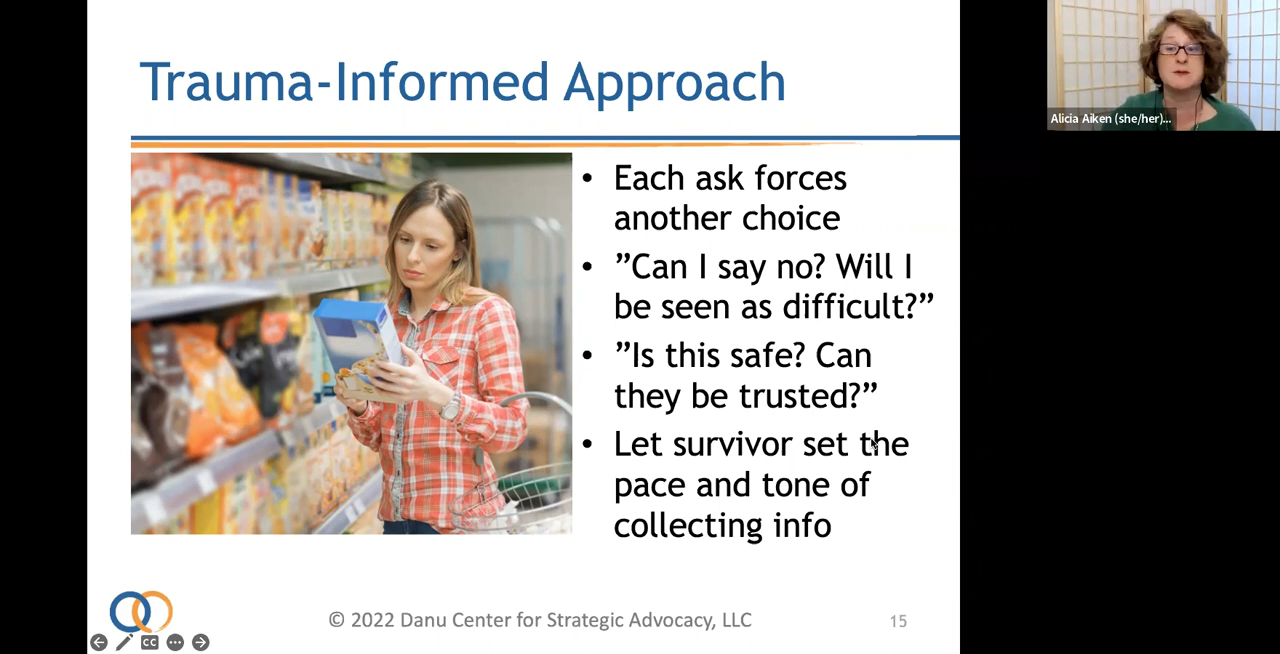 Trauma-Informed Approach
Alicia Aiken (she/her)...
• Each ask forces
another choice
• ”Can I say no? Will I
be seen as difficult?”
• ”Is this safe? Can
they be trusted?”
• Let survivor set the
pace and tone of
collecting info
© 2022 Danu Center for Strategic Advocacy, LLC
15
CC